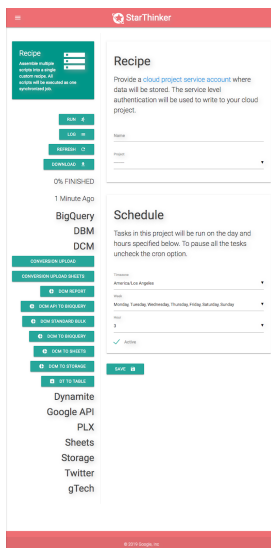 StarThinker
Recipe
Assemble multiple
scripts into a single
custom recipe. All
scripts will be executed as one
synchronized job.
RUN
LOG
REFRESH
DOWNLOAD
0% FINISHED
1 Minute Ago
BigQuery
DBM
DCM
CONVERSION UPLOAD
CONVERSION UPLOAD SHEETS
DCM REPORT
DCM API TO BIGQUERY
DCM STANDARD BULK
DCM TO BIGQUERY
DCM TO SHEETS
DCM TO STORAGE
GT TO TABLE
Dynamite
Google API
PLX
Sheets
Storage
Twitter
gTech
Recipe
Provide a cloud project service account where
data will be stored. The service level
authentication will be used to write to your cloud
project.
Name
Project
Schedule
Tasks in this project will be run on the day and
hours specified below. To pause all the tasks
uncheck the cron option.
Timezone
America/Los Angeles
Week
Monday, Tuesday, Wednesday, Thursday, Friday, Saturday, Sunday
Hour
3
Active
SAVE
© 2019 Google, Inc